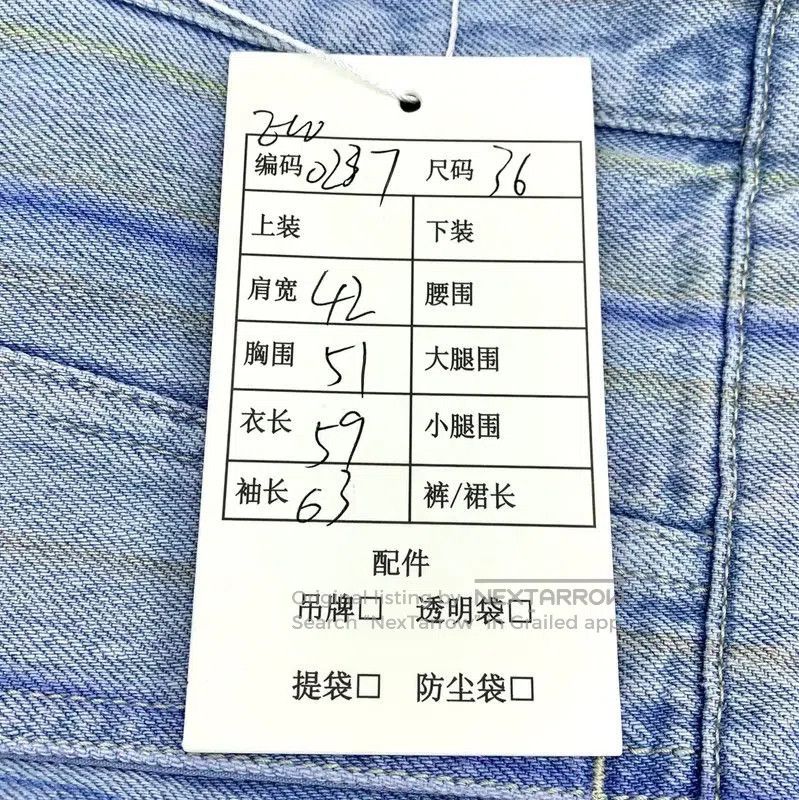 编码 0237 尺码 36
上装 下装
肩宽 42 腰围
胸围 51 大腿围
衣长 59 小腿围
袖长 63 裤/裙长
配件
Original listing by NEXTARROW
吊牌□ 透明袋□
Search "NexTarrow" in Grailed app
提袋□ 防尘袋□